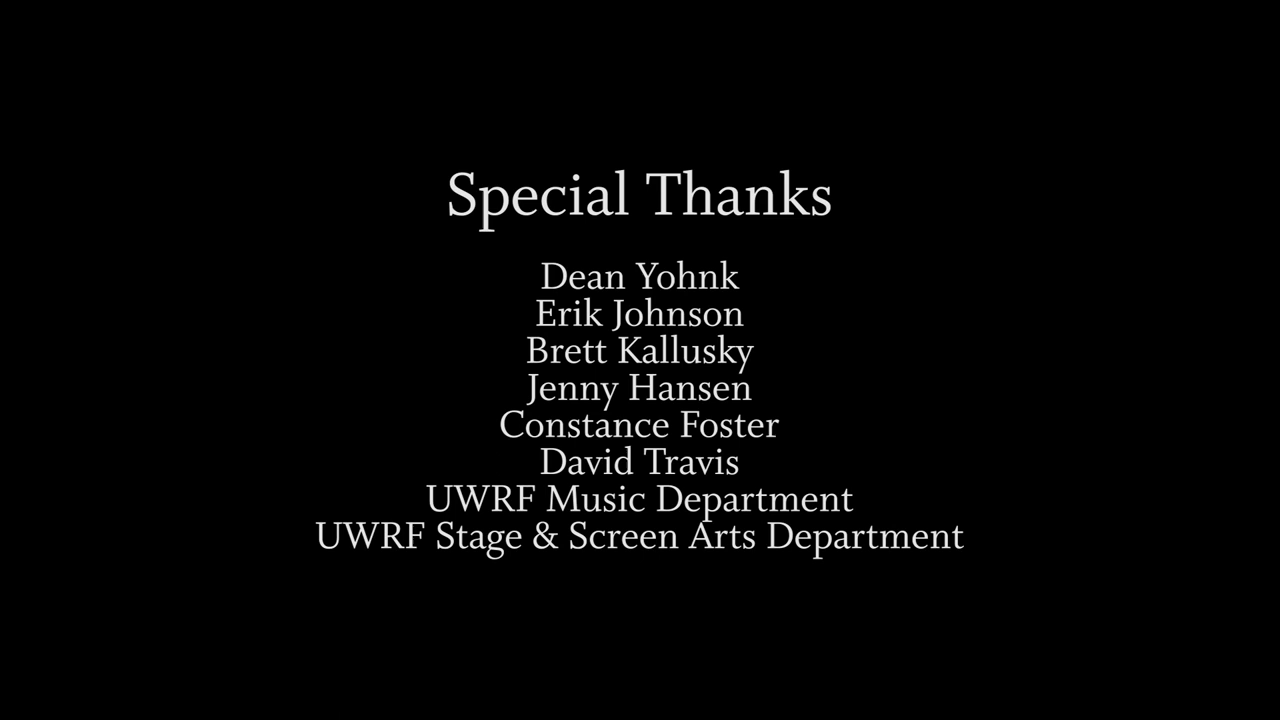 Special Thanks
Dean Yohnk
Erik Johnson
Brett Kallusky
Jenny Hansen
Constance Foster
David Travis
UWRF Music Department
UWRF Stage & Screen Arts Department